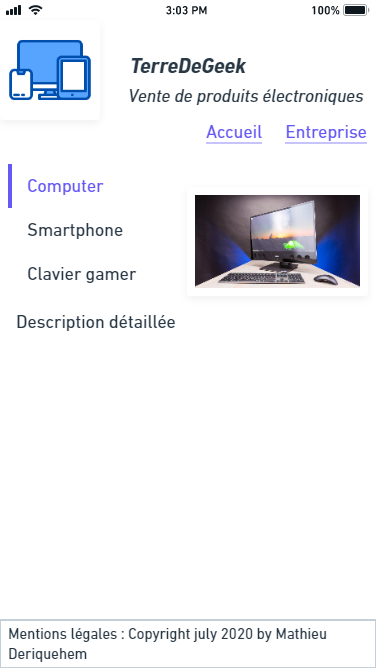 3:03 PM
100%
TerreDeGeek
Vente de produits électroniques
Accueil
Entreprise
Computer
Smartphone
Clavier gamer
Description détaillée
Mentions légales : Copyright july 2020 by Mathieu
Deriquehem